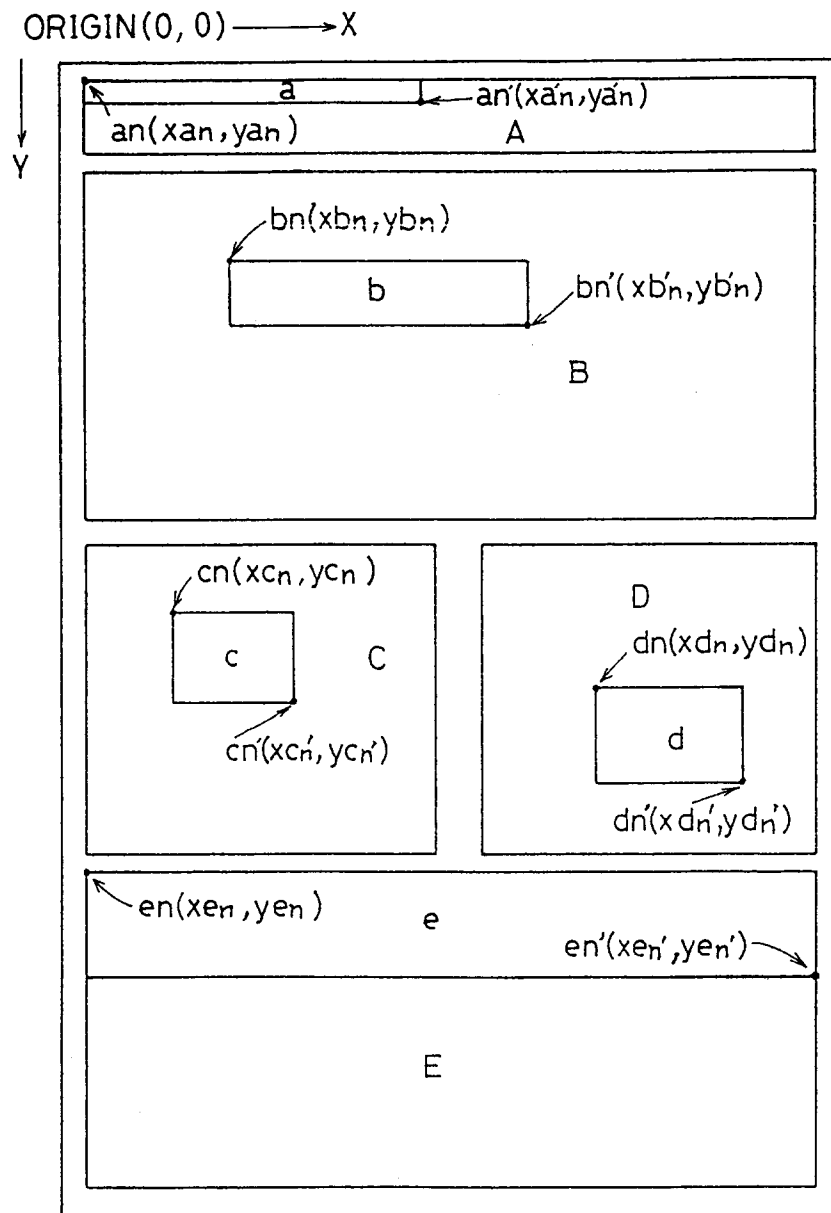 ORIGIN(0, 0) X
Y
a
an'(xa'n, ya'n)
an(xan, yan)
A
bn'(xbn, ybn)
b
bn'(xb'n, yb'n)
B
cn(xcn, ycn)
c
C
cn'(xcn', ycn')
D
dn(xdn, ydn)
d
dn'(xdn', ydn')
en(xen, yen)
e
en'(xen', yen')
E